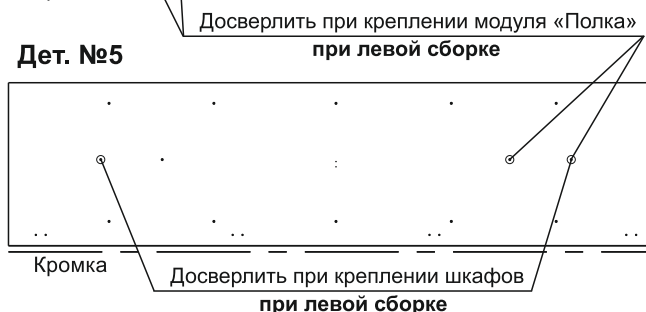 Досверлить при креплении модуля «Полка»
при левой сборке
Дет. №5
Кромка
Досверлить при креплении шкафов
при левой сборке